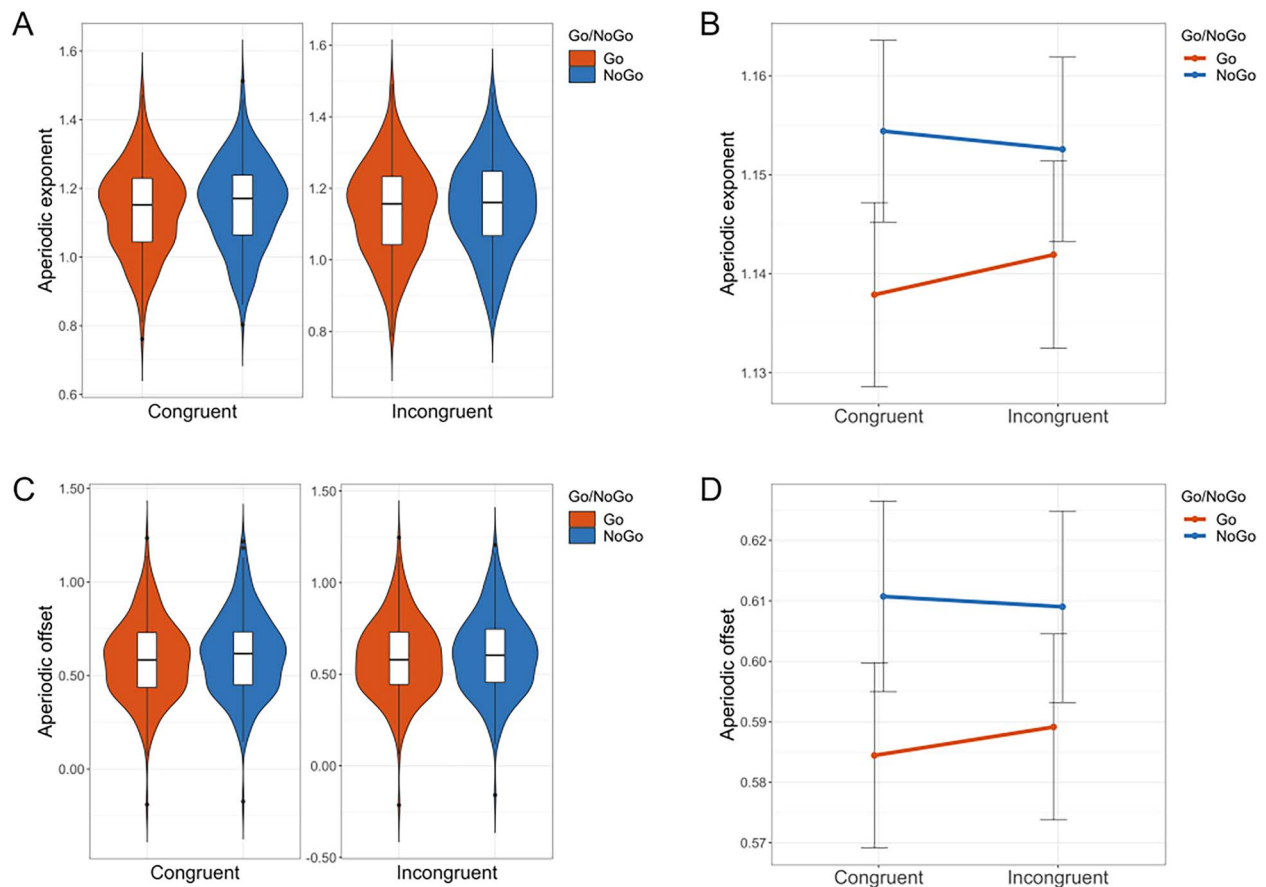 A
Aperiodic exponent
1.6
1.4
1.2
1.0
0.8
0.6
Congruent
1.6
1.4
1.2
1.0
0.8
Incongruent
Go/NoGo
Go
NoGo
B
Aperiodic exponent
1.16
1.15
1.14
1.13
Congruent
Incongruent
Go/NoGo
Go
NoGo
C
Aperiodic offset
1.50
1.00
0.50
0.00
Congruent
1.50
1.00
0.50
0.00
-0.50
Incongruent
Go/NoGo
Go
NoGo
D
Aperiodic offset
0.62
0.61
0.60
0.59
0.58
0.57
Congruent
Incongruent
Go/NoGo
Go
NoGo